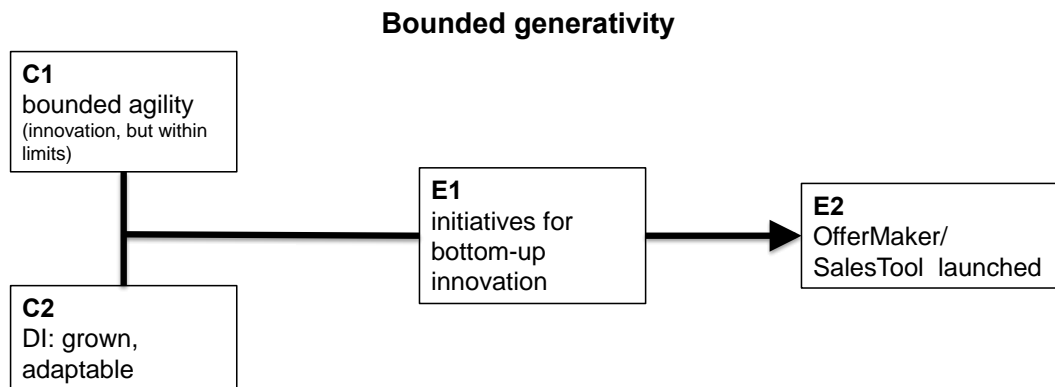 Bounded generativity
C1
bounded agility
(innovation, but within
limits)
E1
initiatives for
bottom-up
innovation
E2
OfferMaker/
SalesTool launched
C2
DI: grown,
adaptable